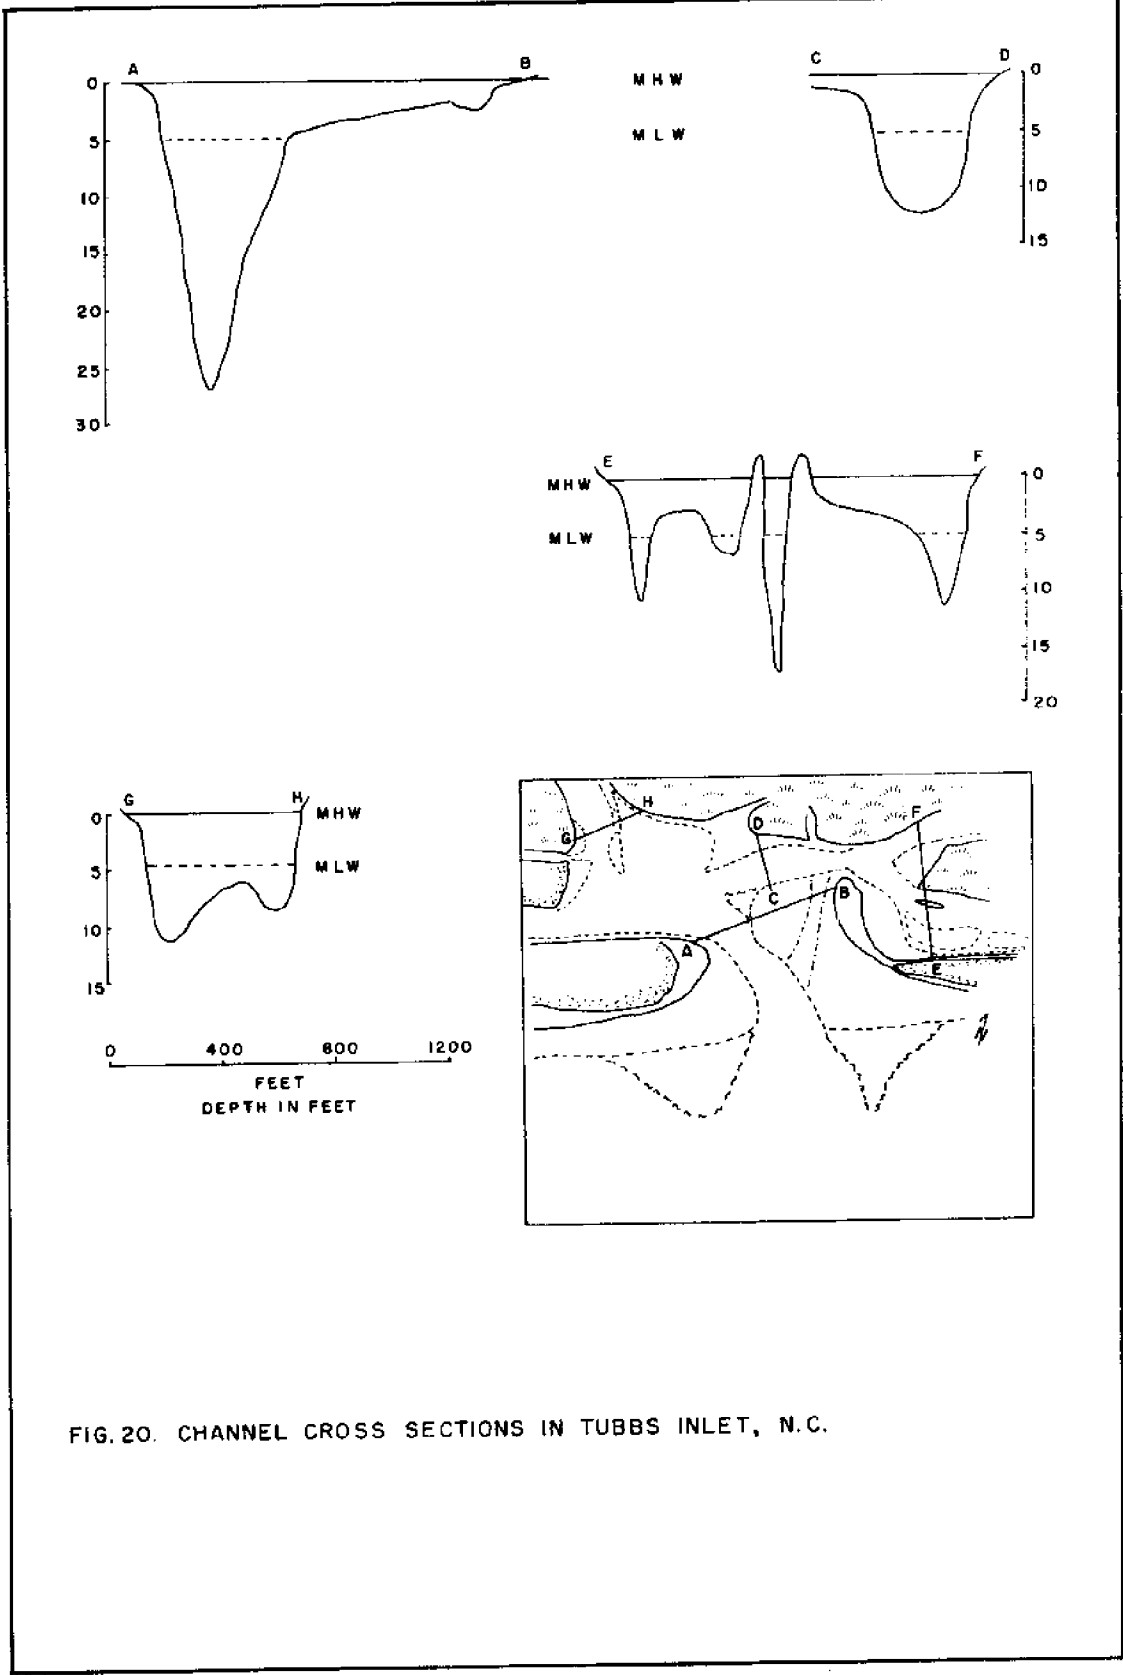 A B
0
5
10
15
20
25
30
MHW
MLW
C D
0
5
10
15
E F
MHW
MLW
0
5
10
15
20
G H
MHW
MLW
0
5
10
15
0 400 800 1200
FEET
DEPTH IN FEET
H
G
D
F
C
B
A
E
N
FIG. 20. CHANNEL CROSS SECTIONS IN TUBBS INLET, N.C.